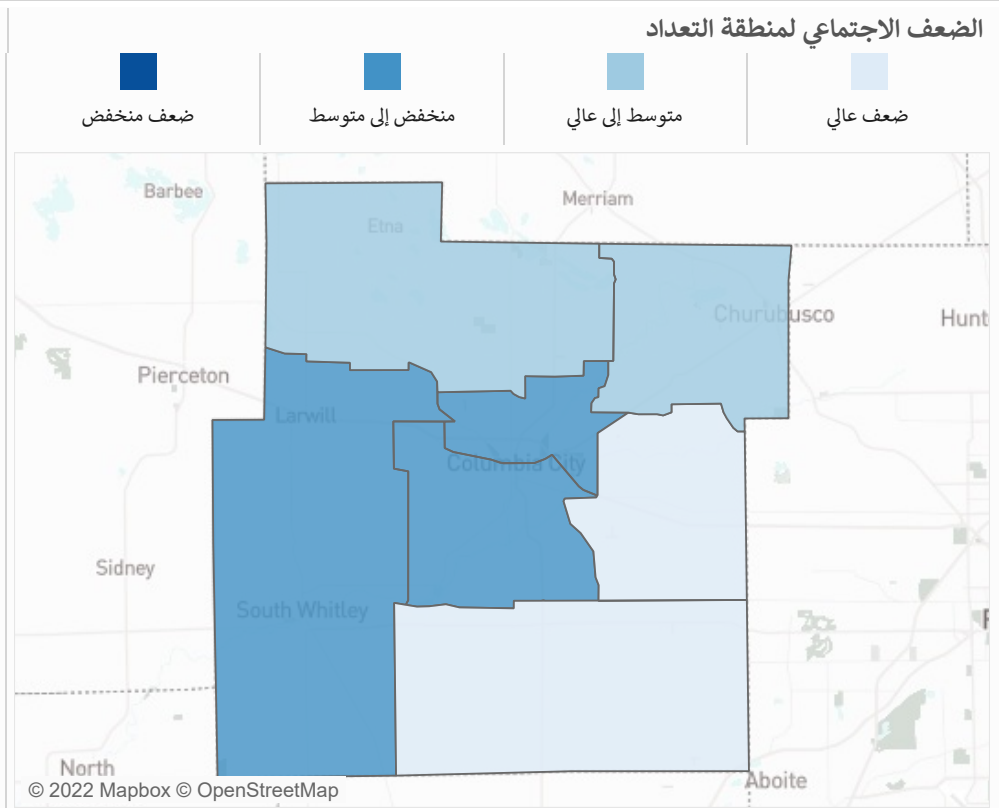 الضعف الاجتماعي لمنطقة التعداد
ضعف عالي
متوسط إلى عالي
منخفض إلى متوسط
ضعف منخفض
Barbee
Merriam
Etna
Churubusco
Hunt
Pierceton
Larwill
Columbia City
Sidney
South Whitley
North
Aboite
© 2022 Mapbox © OpenStreetMap